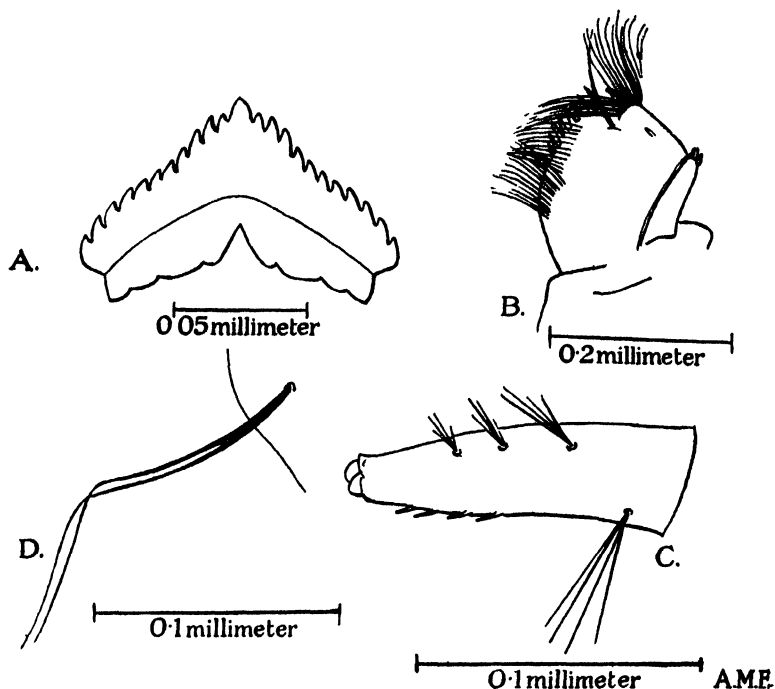 A.
0·05 millimeter
B.
0·2 millimeter
D.
0·1 millimeter
C.
0·1 millimeter
A.M.E.